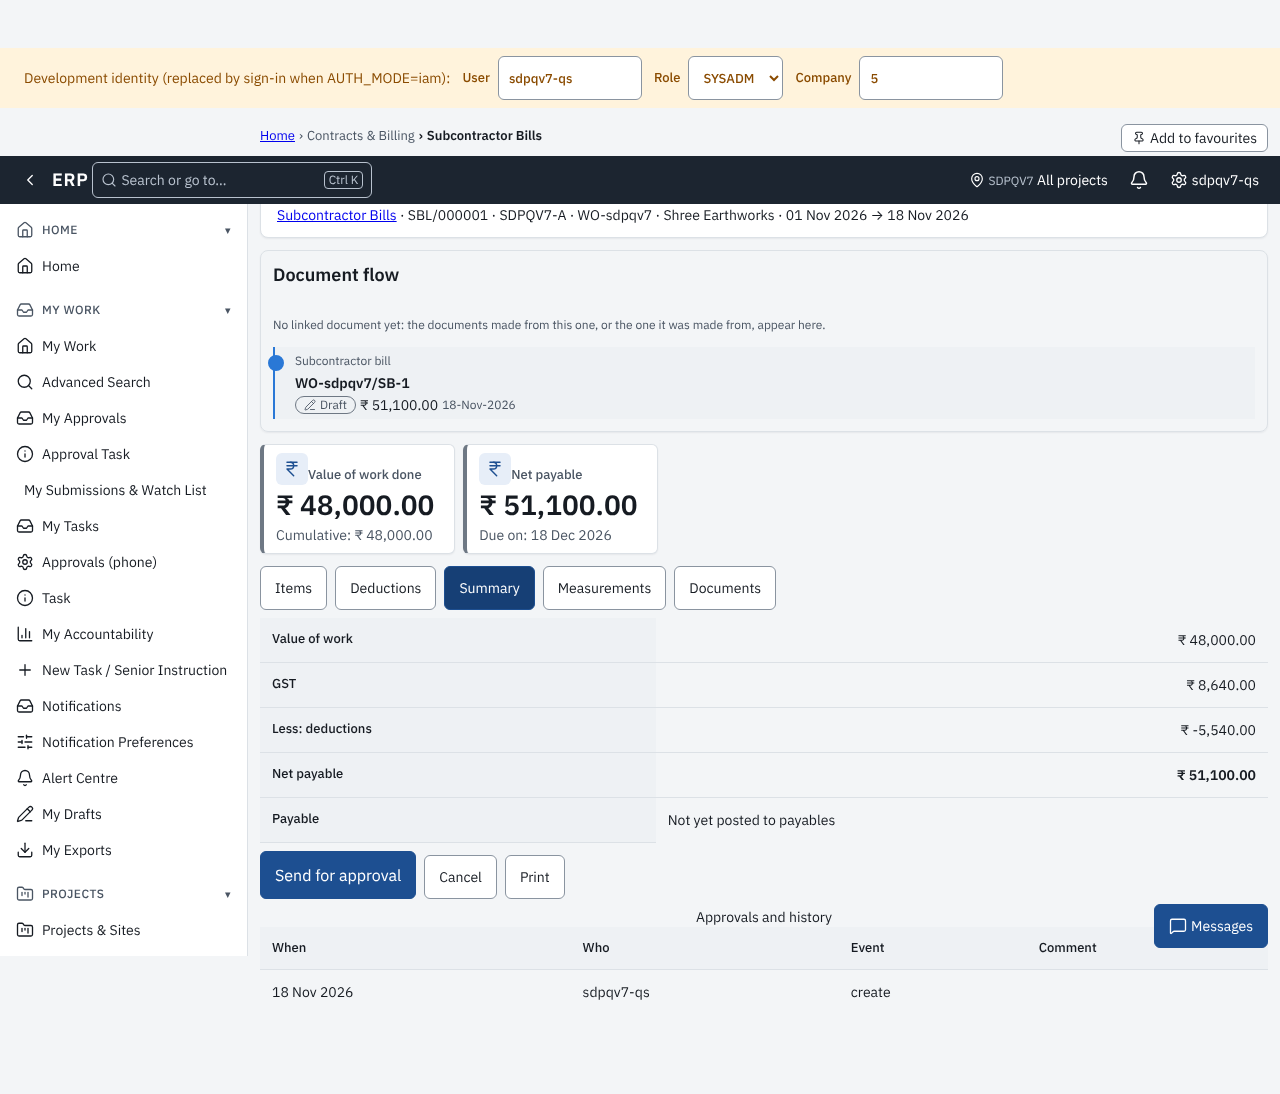 Development identity (replaced by sign-in when AUTH_MODE=iam): User sdpqv7-qs Role SYSADM Company 5
Home › Contracts & Billing › Subcontractor Bills
Add to favourites
ERP Search or go to... Ctrl K SDPQV7 All projects sdpqv7-qs
HOME
Home
MY WORK
My Work
Advanced Search
My Approvals
Approval Task
My Submissions & Watch List
My Tasks
Approvals (phone)
Task
My Accountability
New Task / Senior Instruction
Notifications
Notification Preferences
Alert Centre
My Drafts
My Exports
PROJECTS
Projects & Sites
Subcontractor Bills · SBL/000001 · SDPQV7-A · WO-sdpqv7 · Shree Earthworks · 01 Nov 2026 → 18 Nov 2026
Document flow
No linked document yet: the documents made from this one, or the one it was made from, appear here.
Subcontractor bill
WO-sdpqv7/SB-1
Draft ₹ 51,100.00 18-Nov-2026
₹ Value of work done
₹ 48,000.00
Cumulative: ₹ 48,000.00
₹ Net payable
₹ 51,100.00
Due on: 18 Dec 2026
Items Deductions Summary Measurements Documents
Value of work ₹ 48,000.00
GST ₹ 8,640.00
Less: deductions ₹ -5,540.00
Net payable ₹ 51,100.00
Payable Not yet posted to payables
Send for approval Cancel Print
Approvals and history
Messages
When Who Event Comment
18 Nov 2026 sdpqv7-qs create